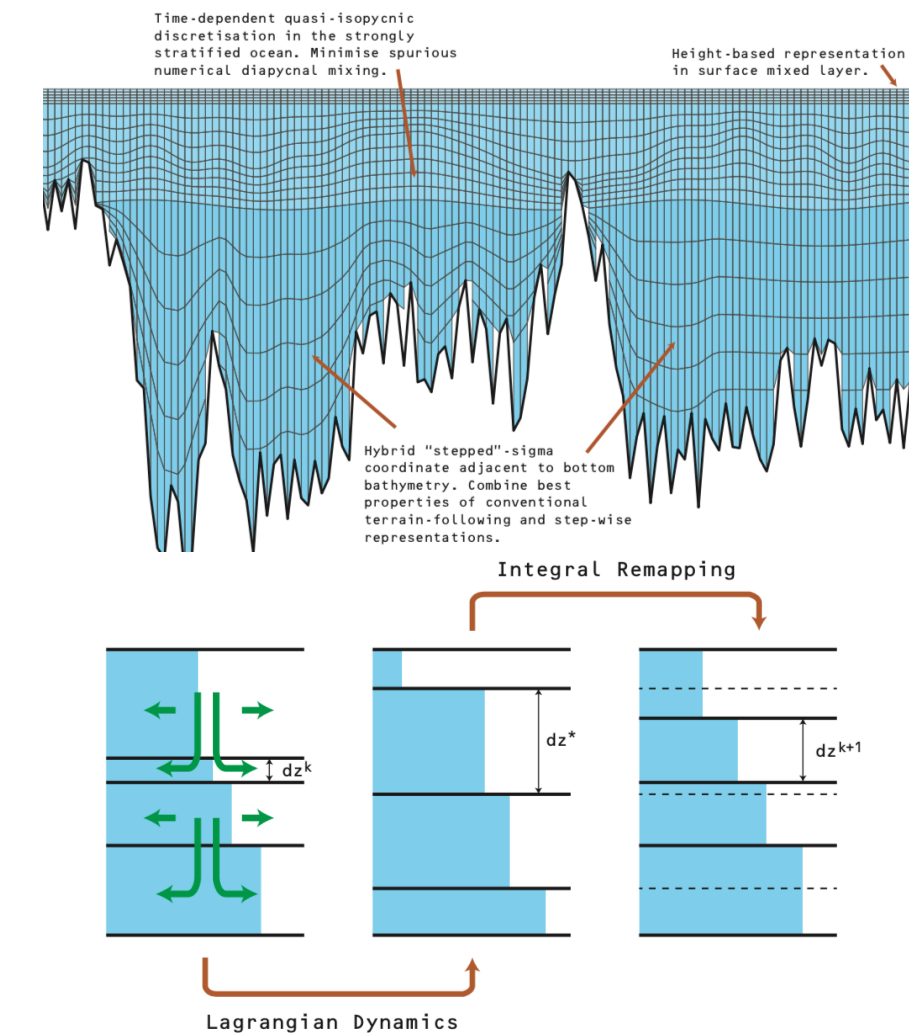 Time-dependent quasi-isopycnic
discretisation in the strongly
stratified ocean. Minimise spurious
numerical diapycnal mixing.
Height-based representation
in surface mixed layer.
Hybrid "stepped"-sigma
coordinate adjacent to bottom
bathymetry. Combine best
properties of conventional
terrain-following and step-wise
representations.
Integral Remapping
dz^k
dz*
dz^k+1
Lagrangian Dynamics